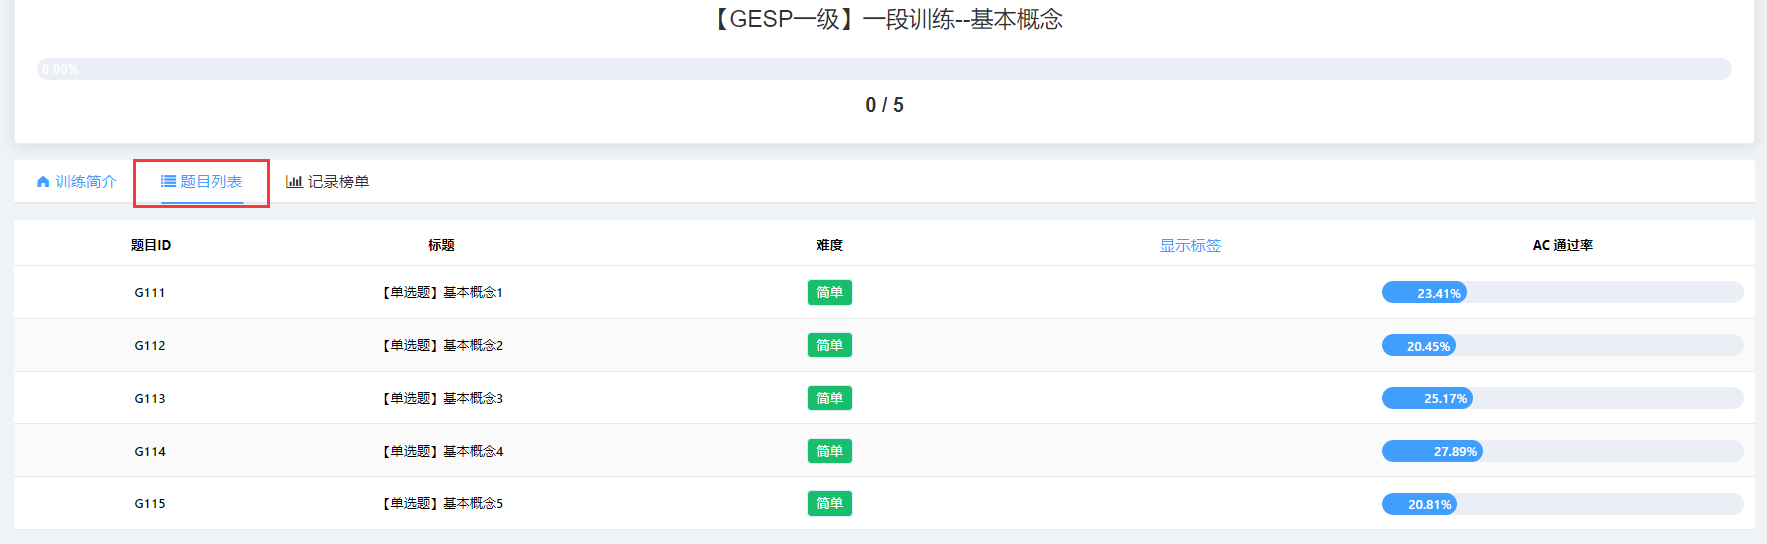 【GESP一级】一段训练--基本概念
0.00%
0 / 5
训练简介 题目列表 记录榜单
题目ID 标题 难度 显示标签 AC 通过率
G111 【单选题】基本概念1 简单 23.41%
G112 【单选题】基本概念2 简单 20.45%
G113 【单选题】基本概念3 简单 25.17%
G114 【单选题】基本概念4 简单 27.89%
G115 【单选题】基本概念5 简单 20.81%